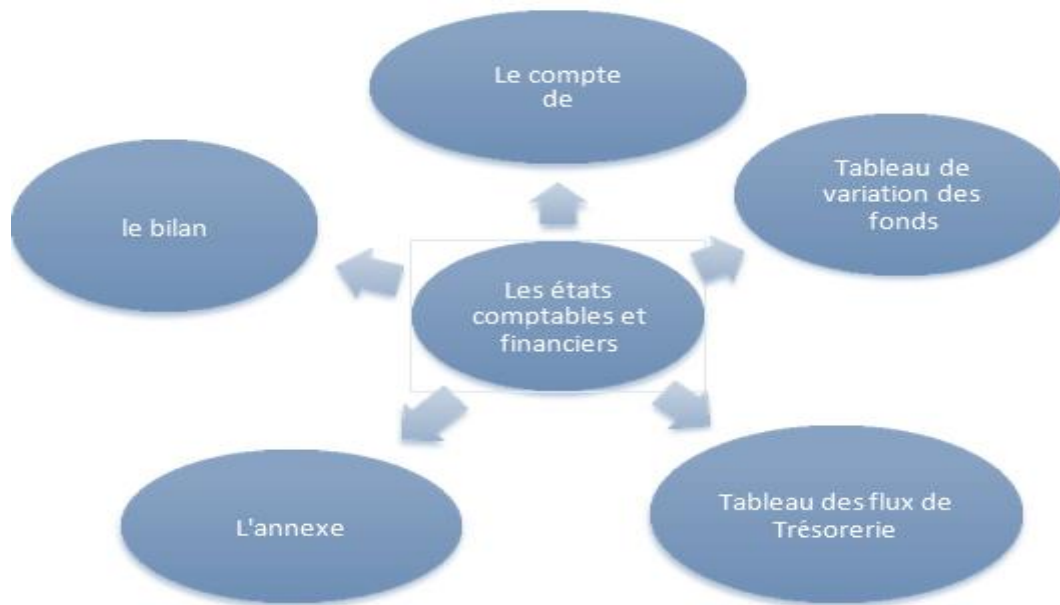 Le compte
de
Tableau de
variation des
fonds
le bilan
Les états
comptables et
financiers
L'annexe
Tableau des flux de
Trésorerie